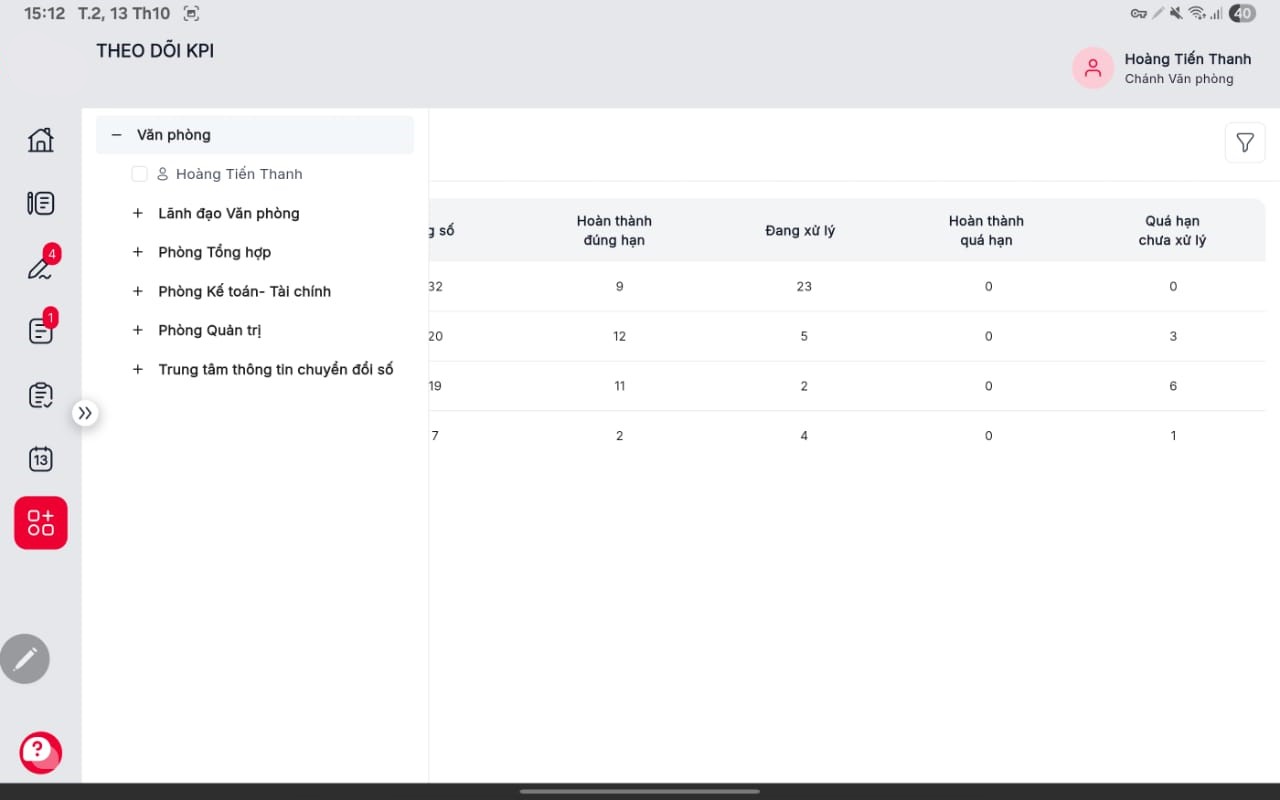 15:12 T.2, 13 Th10
40
THEO DÕI KPI
Hoàng Tiến Thanh
Chánh Văn phòng
Văn phòng
Hoàng Tiến Thanh
Lãnh đạo Văn phòng
Phòng Tổng hợp
Phòng Kế toán- Tài chính
Phòng Quản trị
Trung tâm thông tin chuyển đổi số
4
1
13
g số
Hoàn thành
đúng hạn
Đang xử lý
Hoàn thành
quá hạn
Quá hạn
chưa xử lý
32 9 23 0 0
20 12 5 0 3
19 11 2 0 6
7 2 4 0 1
?